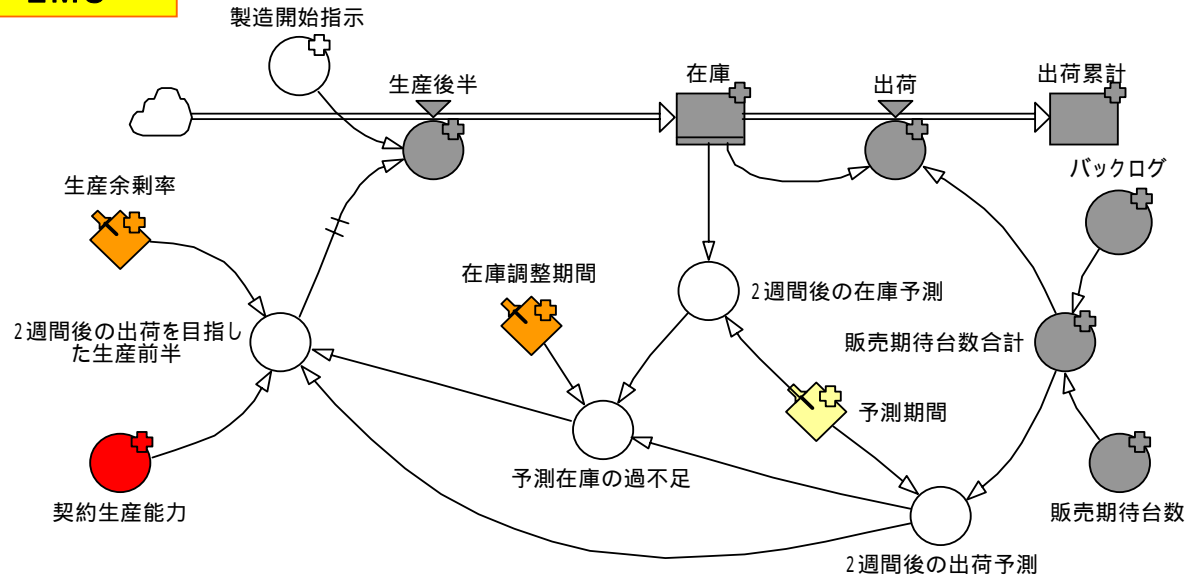 EMS
製造開始指示
生産後半
在庫
出荷
出荷累計
バックログ
生産余剰率
在庫調整期間
2週間後の在庫予測
2週間後の出荷を目指し
た生産前半
販売期待台数合計
予測期間
契約生産能力
予測在庫の過不足
販売期待台数
2週間後の出荷予測